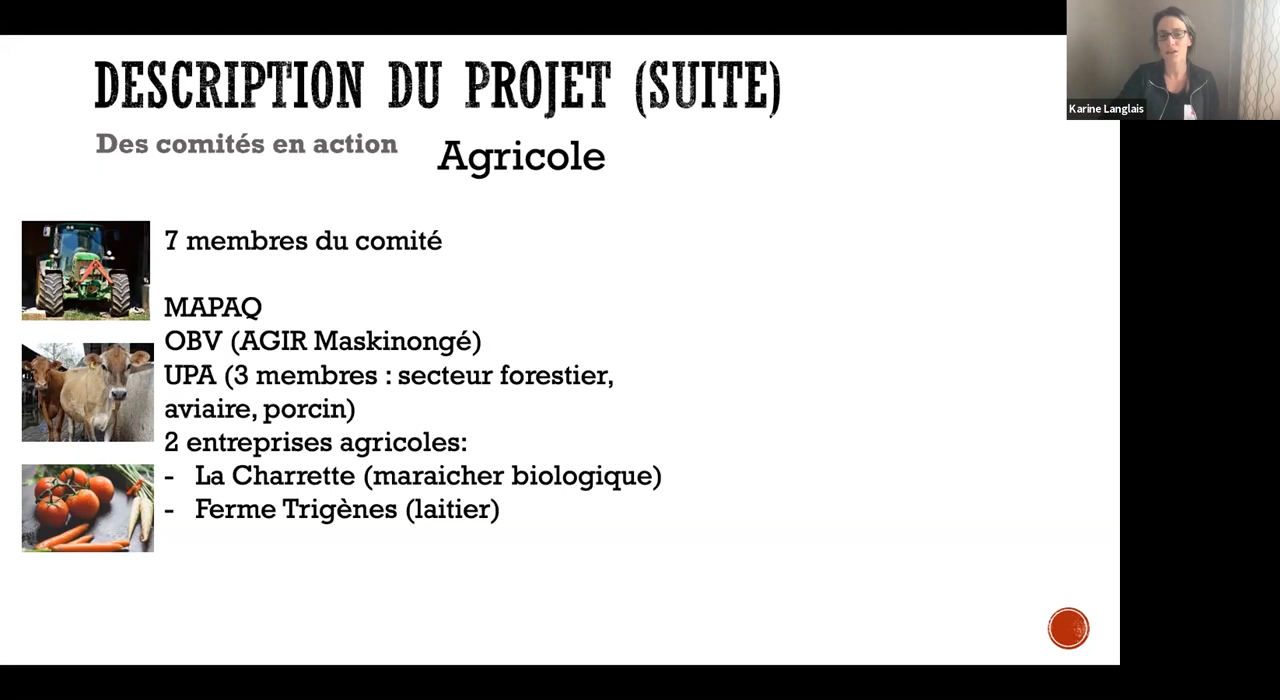 DESCRIPTION DU PROJET (SUITE)
Des comités en action
Agricole
7 membres du comité
MAPAQ
OBV (AGIR Maskinongé)
UPA (3 membres : secteur forestier,
aviaire, porcin)
2 entreprises agricoles:
- La Charrette (maraicher biologique)
- Ferme Trigènes (laitier)
Karine Langlais